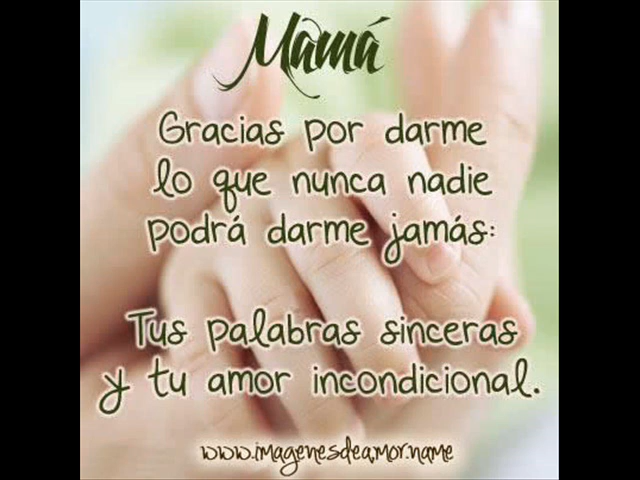 Mamá
Gracias por darme
lo que nunca nadie
podrá darme jamás:
Tus palabras sinceras
y tu amor incondicional.
www.imagenesdeamor.name